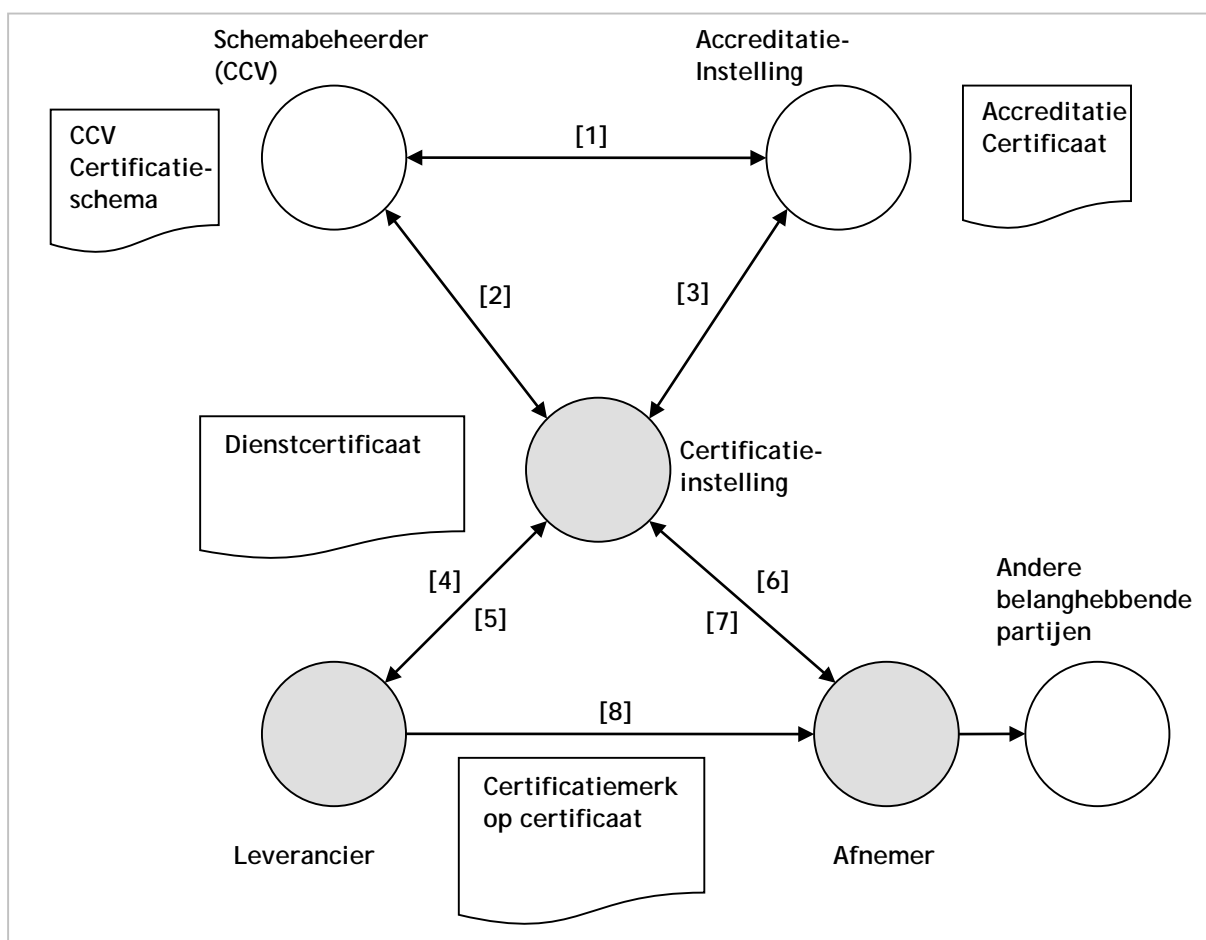 Schemabeheerder
(CCV)
Accreditatie-
Instelling
CCV
Certificatie-
schema
Accreditatie
Certificaat
[1]
[2]
[3]
Dienstcertificaat
Certificatie-
instelling
[4]
[5]
[6]
[7]
Andere
belanghebbende
partijen
[8]
Certificatiemerk
op certificaat
Leverancier
Afnemer